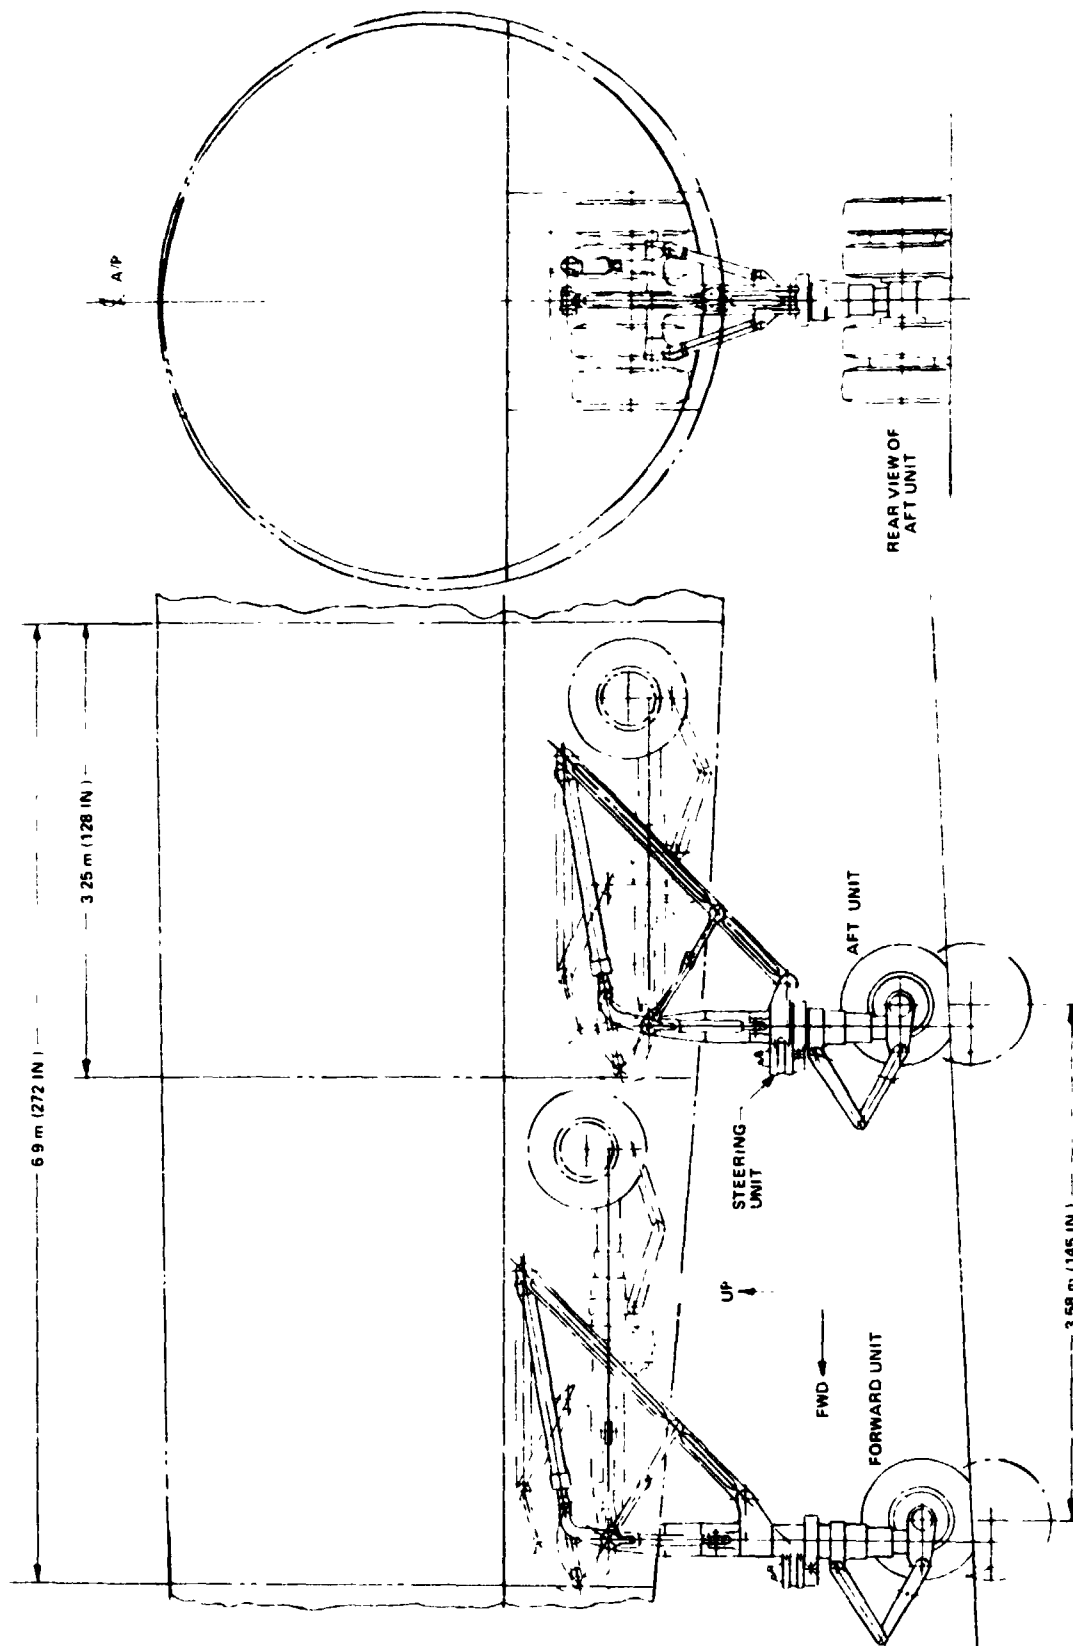 6.9 m (272 IN)
3.25 m (128 IN)
STEERING
UNIT
AFT UNIT
UP
FWD
FORWARD UNIT
3.68 m (145 IN)
℄ A/P
REAR VIEW OF
AFT UNIT